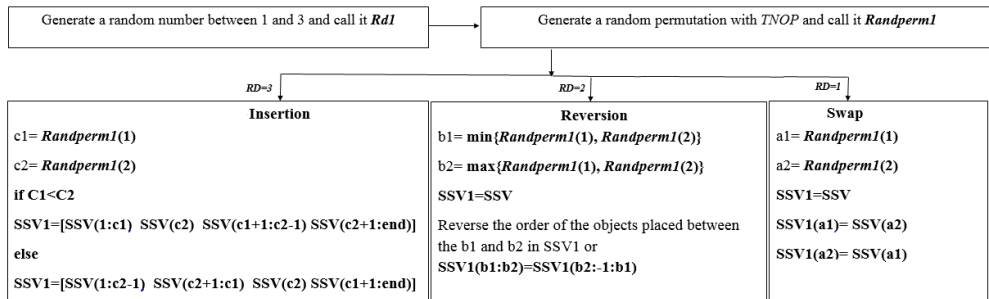 Generate a random number between 1 and 3 and call it Rd1
Generate a random permutation with TNOP and call it Randperm1
RD=3
RD=2
RD=1
Insertion
c1= Randperm1(1)
c2= Randperm1(2)
if C1<C2
SSV1=[SSV(1:c1) SSV(c2) SSV(c1+1:c2-1) SSV(c2+1:end)]
else
SSV1=[SSV(1:c2-1) SSV(c2+1:c1) SSV(c2) SSV(c1+1:end)]
Reversion
b1= min{Randperm1(1), Randperm1(2)}
b2= max{Randperm1(1), Randperm1(2)}
SSV1=SSV
Reverse the order of the objects placed between
the b1 and b2 in SSV1 or
SSV1(b1:b2)=SSV1(b2:-1:b1)
Swap
a1= Randperm1(1)
a2= Randperm1(2)
SSV1=SSV
SSV1(a1)= SSV(a2)
SSV1(a2)= SSV(a1)